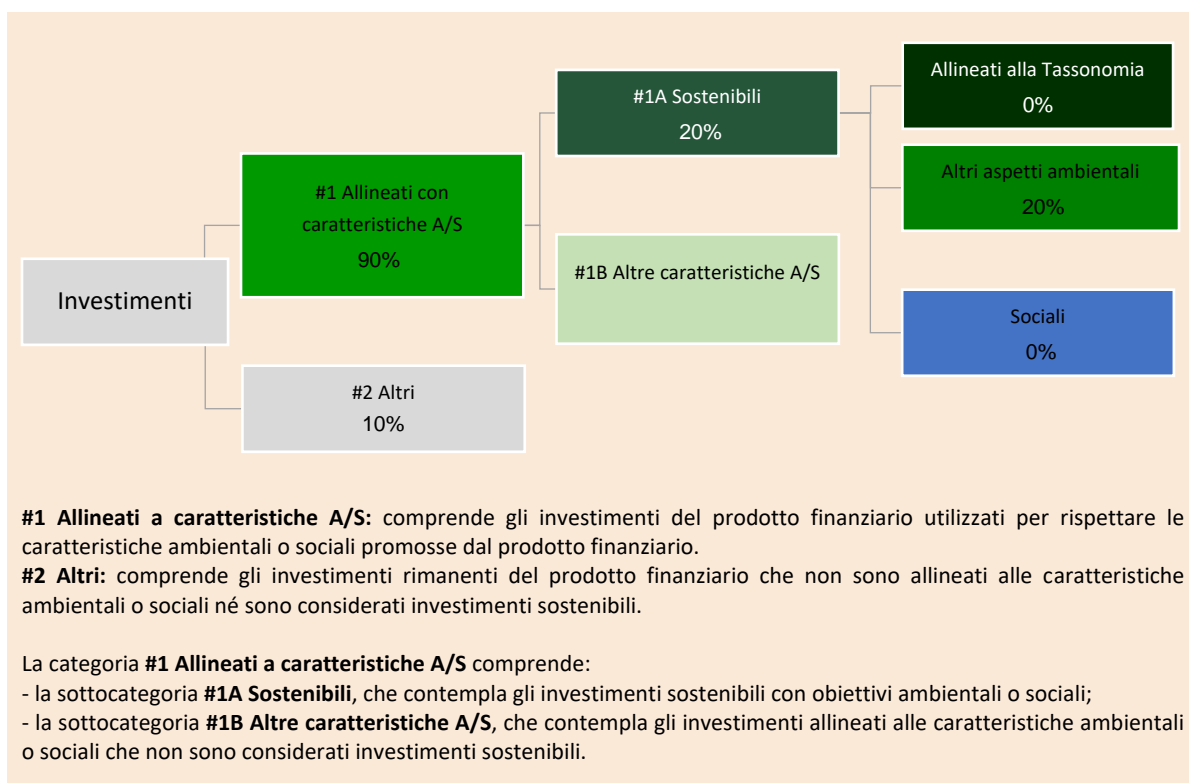 Investimenti
#1 Allineati con
caratteristiche A/S
90%
#2 Altri
10%
#1A Sostenibili
20%
#1B Altre caratteristiche A/S
Allineati alla Tassonomia
0%
Altri aspetti ambientali
20%
Sociali
0%
#1 Allineati a caratteristiche A/S: comprende gli investimenti del prodotto finanziario utilizzati per rispettare le
caratteristiche ambientali o sociali promosse dal prodotto finanziario.
#2 Altri: comprende gli investimenti rimanenti del prodotto finanziario che non sono allineati alle caratteristiche
ambientali o sociali né sono considerati investimenti sostenibili.
La categoria #1 Allineati a caratteristiche A/S comprende:
- la sottocategoria #1A Sostenibili, che contempla gli investimenti sostenibili con obiettivi ambientali o sociali;
- la sottocategoria #1B Altre caratteristiche A/S, che contempla gli investimenti allineati alle caratteristiche ambientali
o sociali che non sono considerati investimenti sostenibili.